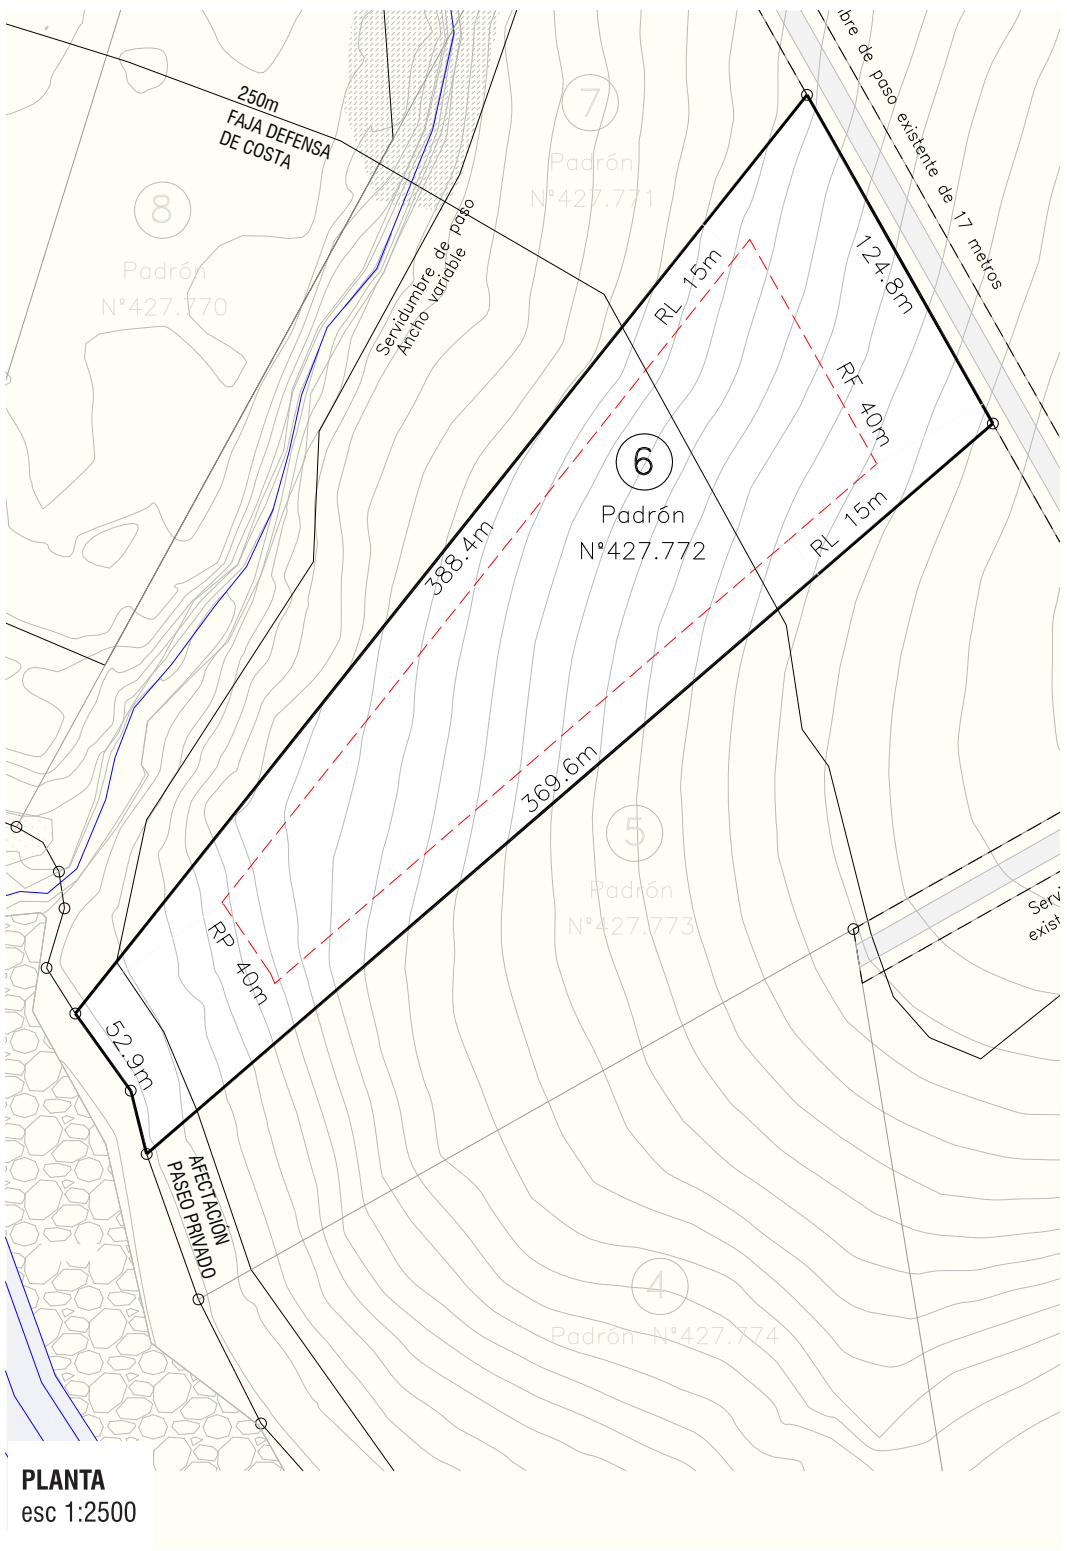 250m
FAJA DEFENSA
DE COSTA
7
Padrón
N°427.771
de paso existente de 17 metros
8
Padrón
N°427.770
Servidumbre de paso
Ancho variable
RL 15m
124.8m
RF 40m
6
Padrón
N°427.772
RL 15m
388.4m
369.6m
5
Padrón
N°427.773
RP 40m
52.9m
AFECTACIÓN
PASEO PRIVADO
4
Padrón N°427.774
PLANTA
esc 1:2500